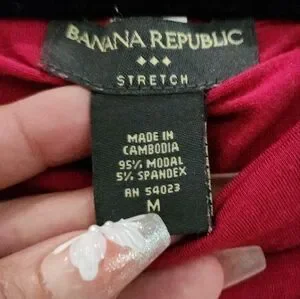 BANANA REPUBLIC
STRETCH
MADE IN
CAMBODIA
95% MODAL
5% SPANDEX
RN 54023
M